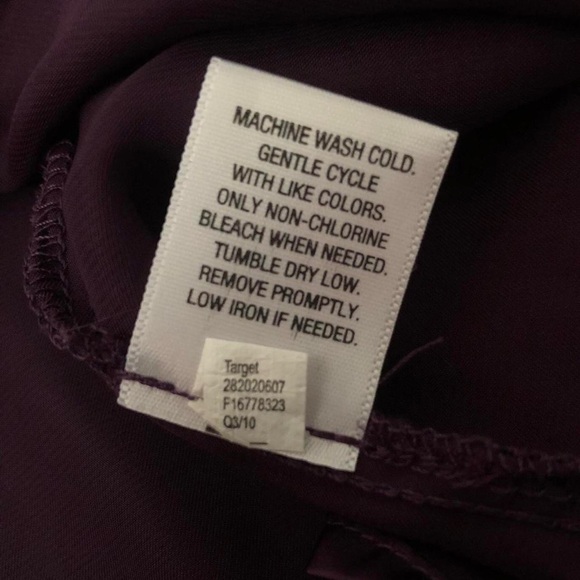 MACHINE WASH COLD.
GENTLE CYCLE
WITH LIKE COLORS.
ONLY NON-CHLORINE
BLEACH WHEN NEEDED.
TUMBLE DRY LOW.
REMOVE PROMPTLY.
LOW IRON IF NEEDED.
Target
282020607
F16778323
Q3/10